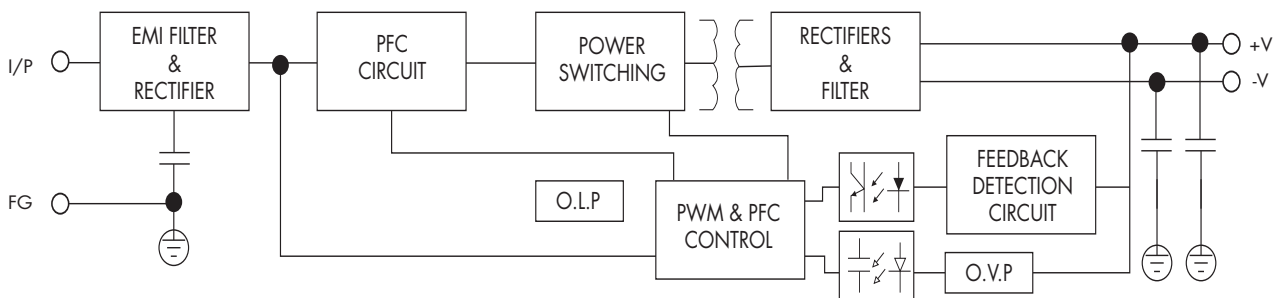 I/P
EMI FILTER
&
RECTIFIER
PFC
CIRCUIT
POWER
SWITCHING
RECTIFIERS
&
FILTER
+V
-V
FG
O.L.P
PWM & PFC
CONTROL
FEEDBACK
DETECTION
CIRCUIT
O.V.P